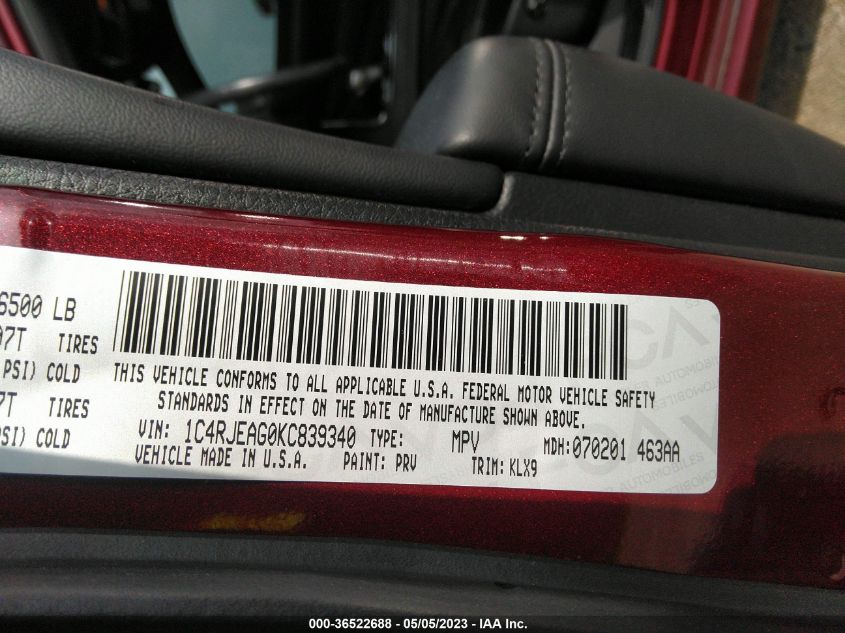 6500 LB
97T TIRES
PSI) COLD
7T TIRES
PSI) COLD
THIS VEHICLE CONFORMS TO ALL APPLICABLE U.S.A. FEDERAL MOTOR VEHICLE SAFETY
STANDARDS IN EFFECT ON THE DATE OF MANUFACTURE SHOWN ABOVE.
VIN: 1C4RJEAG0KC839340 TYPE: MPV MDH:070201 463AA
VEHICLE MADE IN U.S.A. PAINT: PRV TRIM: KLX9
000-36522688 - 05/05/2023 - IAA Inc.